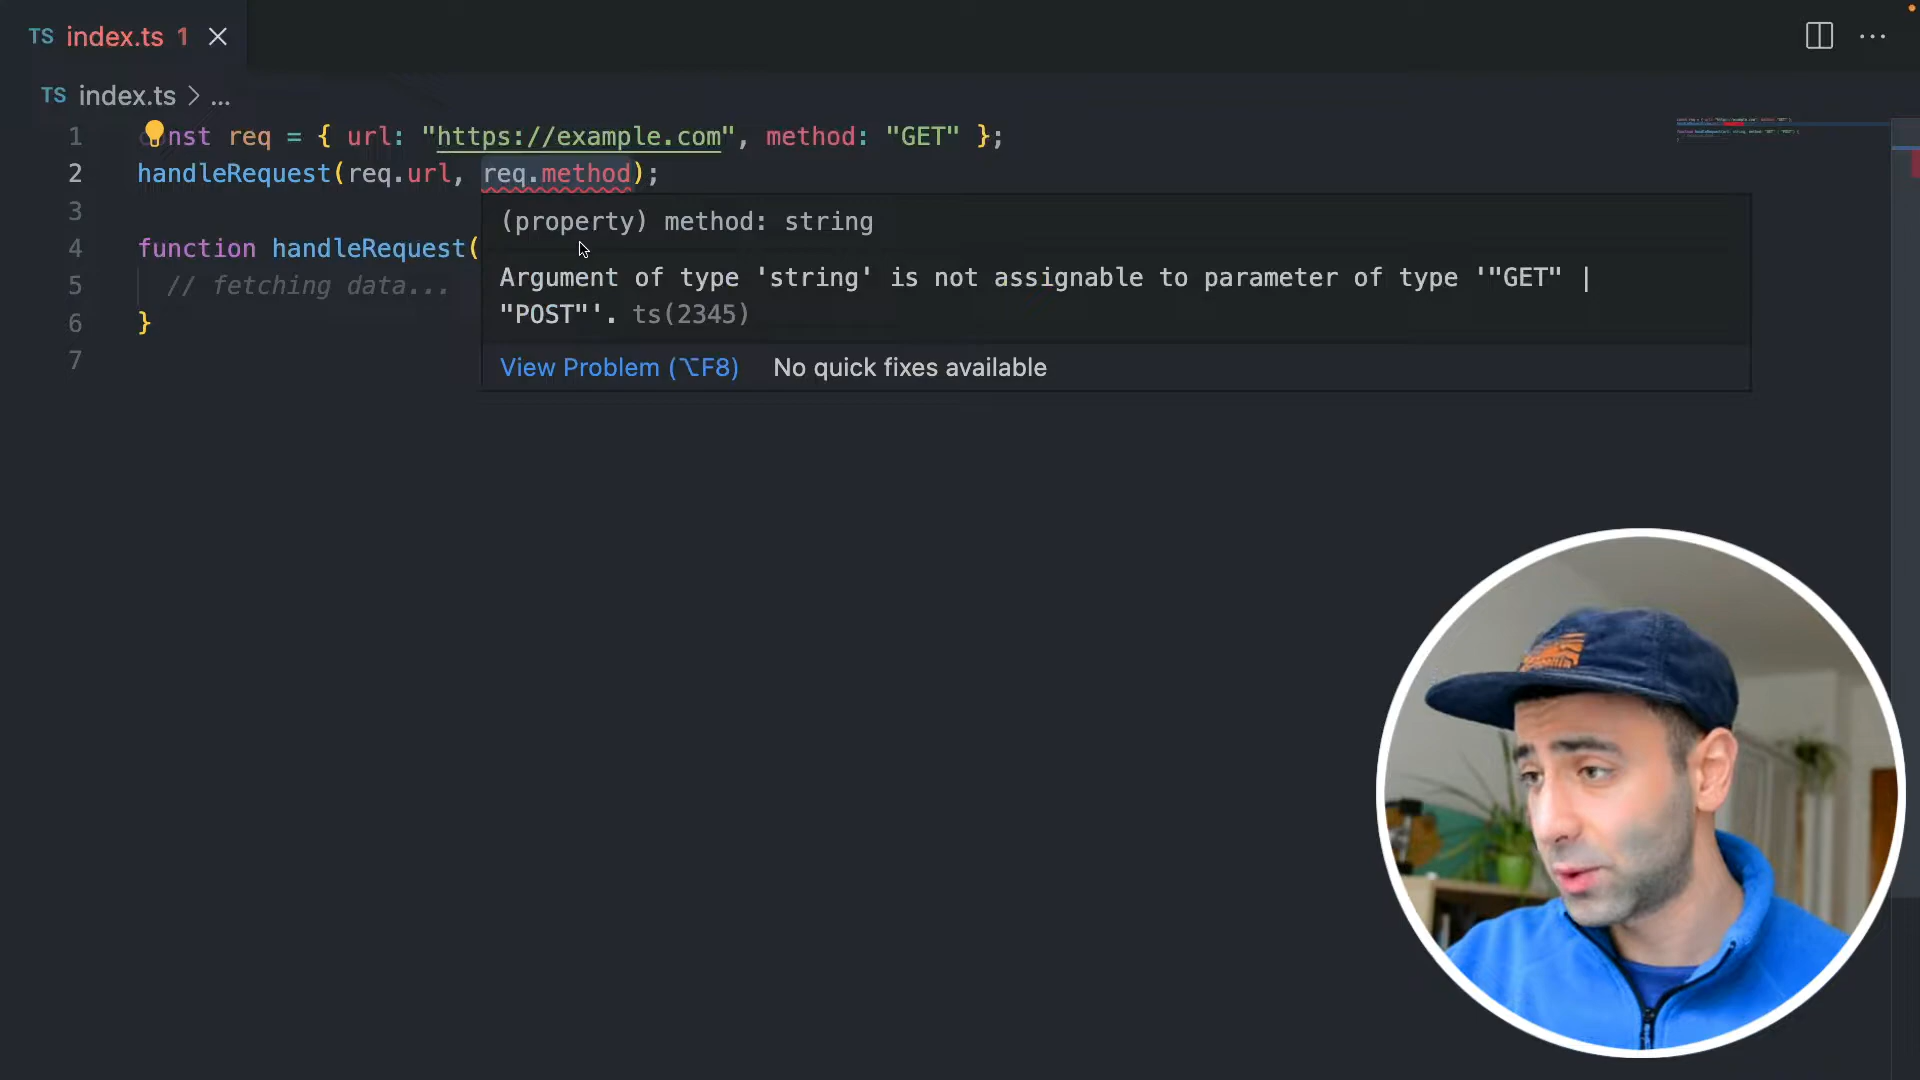 TS index.ts 1
TS index.ts > ...
1 nst req = { url: "https://example.com", method: "GET" };
2 handleRequest(req.url, req.method);
3
(property) method: string
4 function handleRequest(
Argument of type 'string' is not assignable to parameter of type '"GET" |
5 // fetching data...
"POST"'. ts(2345)
6 }
7
View Problem (⌥F8) No quick fixes available